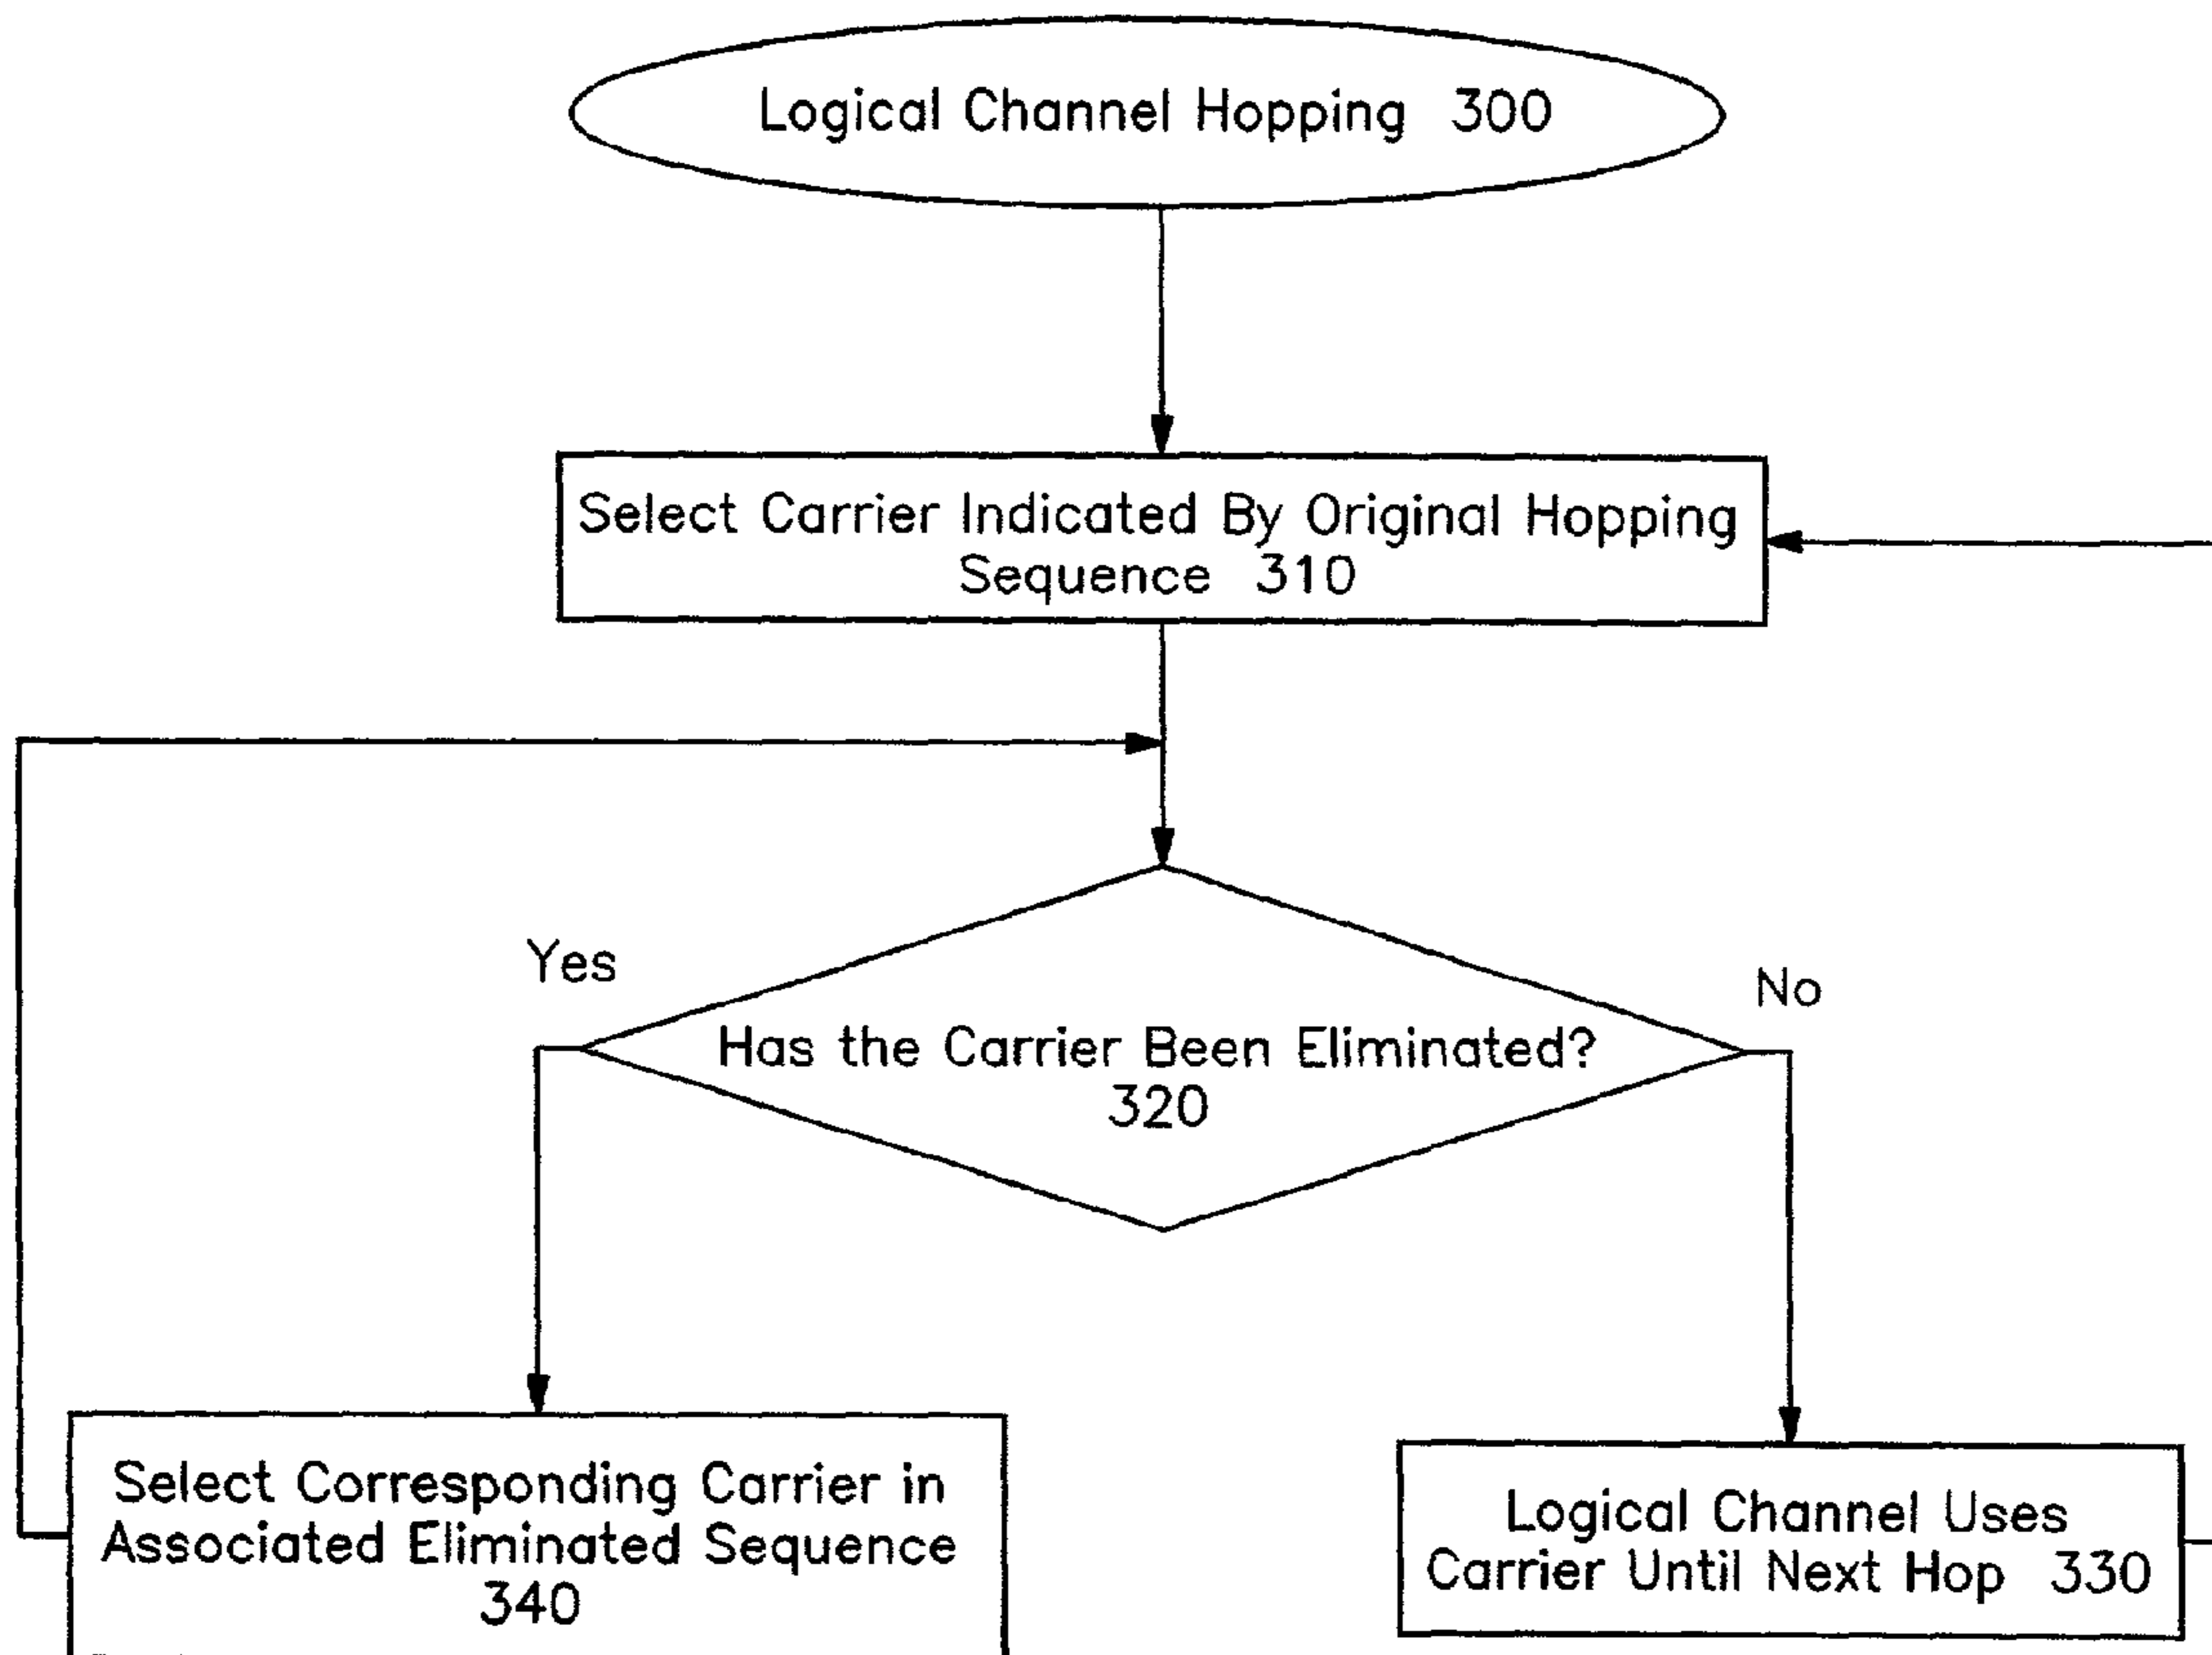 Logical Channel Hopping 300
Select Carrier Indicated By Original Hopping
Sequence 310
Yes
No
Has the Carrier Been Eliminated?
320
Select Corresponding Carrier in
Associated Eliminated Sequence
340
Logical Channel Uses
Carrier Until Next Hop 330